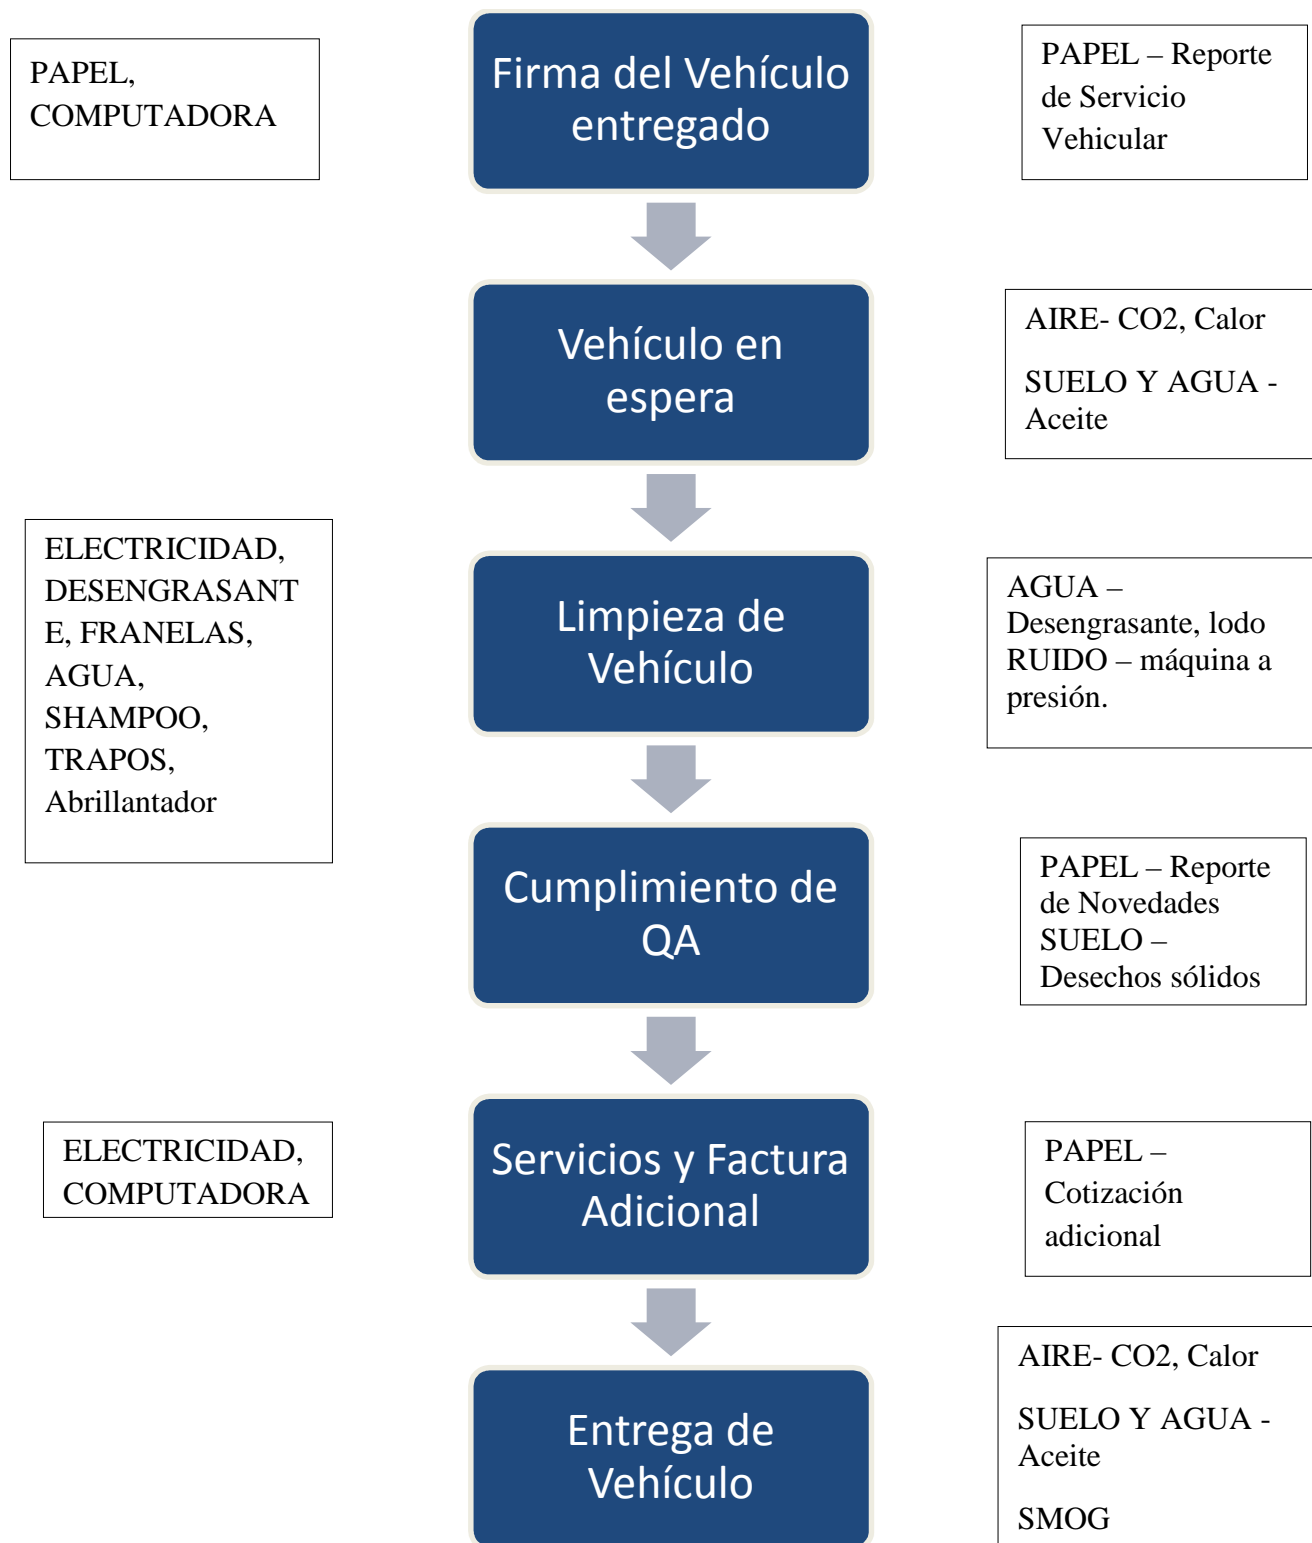 PAPEL,
COMPUTADORA
Firma del Vehículo
entregado
PAPEL – Reporte
de Servicio
Vehicular
Vehículo en
espera
AIRE- CO2, Calor
SUELO Y AGUA -
Aceite
ELECTRICIDAD,
DESENGRASANT
E, FRANELAS,
AGUA,
SHAMPOO,
TRAPOS,
Abrillantador
Limpieza de
Vehículo
AGUA –
Desengrasante, lodo
RUIDO – máquina a
presión.
Cumplimiento de
QA
PAPEL – Reporte
de Novedades
SUELO –
Desechos sólidos
ELECTRICIDAD,
COMPUTADORA
Servicios y Factura
Adicional
PAPEL –
Cotización
adicional
Entrega de
Vehículo
AIRE- CO2, Calor
SUELO Y AGUA -
Aceite
SMOG